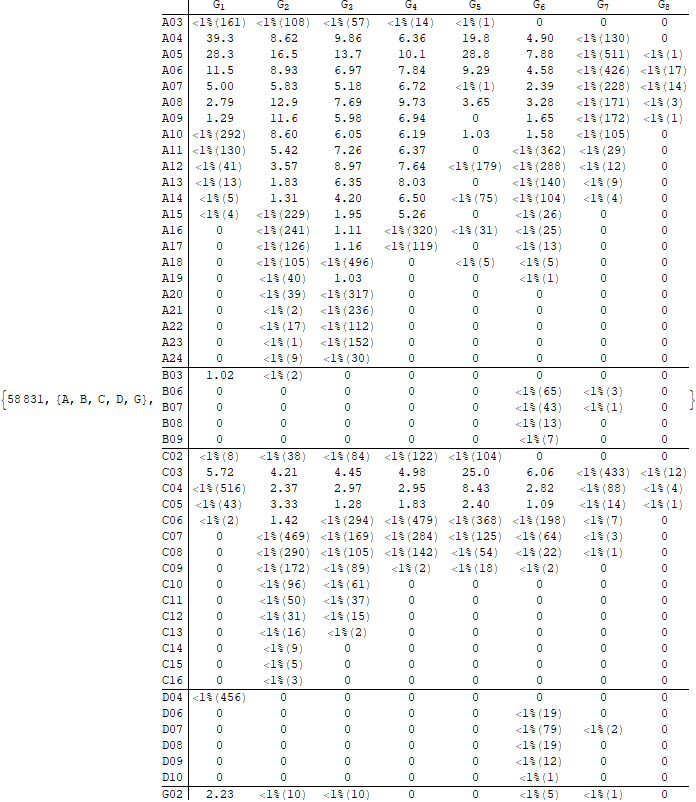 G₁ G₂ G₃ G₄ G₅ G₆ G₇ G₈
A03 <1%(161) <1%(108) <1%(57) <1%(14) <1%(1) 0 0 0
A04 39.3 8.62 9.86 6.36 19.8 4.90 <1%(130) 0
A05 28.3 16.5 13.7 10.1 28.8 7.88 <1%(511) <1%(1)
A06 11.5 8.93 6.97 7.84 9.29 4.58 <1%(426) <1%(17)
A07 5.00 5.83 5.18 6.72 <1%(1) 2.39 <1%(228) <1%(14)
A08 2.79 12.9 7.69 9.73 3.65 3.28 <1%(171) <1%(3)
A09 1.29 11.6 5.98 6.94 0 1.65 <1%(172) <1%(1)
A10 <1%(292) 8.60 6.05 6.19 1.03 1.58 <1%(105) 0
A11 <1%(130) 5.42 7.26 6.37 0 <1%(362) <1%(29) 0
A12 <1%(41) 3.57 8.97 7.64 <1%(179) <1%(288) <1%(12) 0
A13 <1%(13) 1.83 6.35 8.03 0 <1%(140) <1%(9) 0
A14 <1%(5) 1.31 4.20 6.50 <1%(75) <1%(104) <1%(4) 0
A15 <1%(4) <1%(229) 1.95 5.26 0 <1%(26) 0 0
A16 0 <1%(241) 1.11 <1%(320) <1%(31) <1%(25) 0 0
A17 0 <1%(126) 1.16 <1%(119) 0 <1%(13) 0 0
A18 0 <1%(105) <1%(496) 0 <1%(5) <1%(5) 0 0
A19 0 <1%(40) 1.03 0 0 <1%(1) 0 0
A20 0 <1%(39) <1%(317) 0 0 0 0 0
A21 0 <1%(2) <1%(236) 0 0 0 0 0
A22 0 <1%(17) <1%(112) 0 0 0 0 0
A23 0 <1%(1) <1%(152) 0 0 0 0 0
A24 0 <1%(9) <1%(30) 0 0 0 0 0
B03 1.02 <1%(2) 0 0 0 0 0 0
B06 0 0 0 0 0 <1%(65) <1%(3) 0
{58 831, {A, B, C, D, G}, B07 0 0 0 0 0 <1%(43) <1%(1) 0 }
B08 0 0 0 0 0 <1%(13) 0 0
B09 0 0 0 0 0 <1%(7) 0 0
C02 <1%(8) <1%(38) <1%(84) <1%(122) <1%(104) 0 0 0
C03 5.72 4.21 4.45 4.98 25.0 6.06 <1%(433) <1%(12)
C04 <1%(516) 2.37 2.97 2.95 8.43 2.82 <1%(88) <1%(4)
C05 <1%(43) 3.33 1.28 1.83 2.40 1.09 <1%(14) <1%(1)
C06 <1%(2) 1.42 <1%(294) <1%(479) <1%(368) <1%(198) <1%(7) 0
C07 0 <1%(469) <1%(169) <1%(284) <1%(125) <1%(64) <1%(3) 0
C08 0 <1%(290) <1%(105) <1%(142) <1%(54) <1%(22) <1%(1) 0
C09 0 <1%(172) <1%(89) <1%(2) <1%(18) <1%(2) 0 0
C10 0 <1%(96) <1%(61) 0 0 0 0 0
C11 0 <1%(50) <1%(37) 0 0 0 0 0
C12 0 <1%(31) <1%(15) 0 0 0 0 0
C13 0 <1%(16) <1%(2) 0 0 0 0 0
C14 0 <1%(9) 0 0 0 0 0 0
C15 0 <1%(5) 0 0 0 0 0 0
C16 0 <1%(3) 0 0 0 0 0 0
D04 <1%(456) 0 0 0 0 0 0 0
D06 0 0 0 0 0 <1%(19) 0 0
D07 0 0 0 0 0 <1%(79) <1%(2) 0
D08 0 0 0 0 0 <1%(19) 0 0
D09 0 0 0 0 0 <1%(12) 0 0
D10 0 0 0 0 0 <1%(1) 0 0
G02 2.23 <1%(10) <1%(10) 0 0 <1%(5) <1%(1) 0